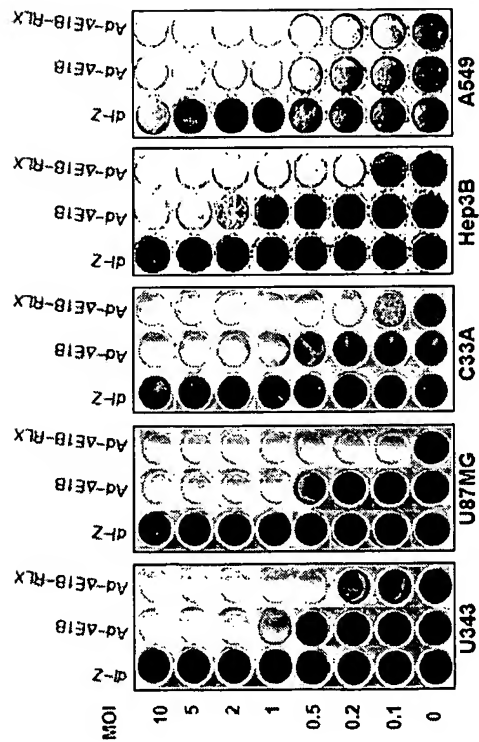 MOI
10
5
2
1
0.5
0.2
0.1
0
dl-Z
Ad-ΔE1B
Ad-ΔE1B-RLX
U343
dl-Z
Ad-ΔE1B
Ad-ΔE1B-RLX
U87MG
dl-Z
Ad-ΔE1B
Ad-ΔE1B-RLX
C33A
dl-Z
Ad-ΔE1B
Ad-ΔE1B-RLX
Hep3B
dl-Z
Ad-ΔE1B
Ad-ΔE1B-RLX
A549